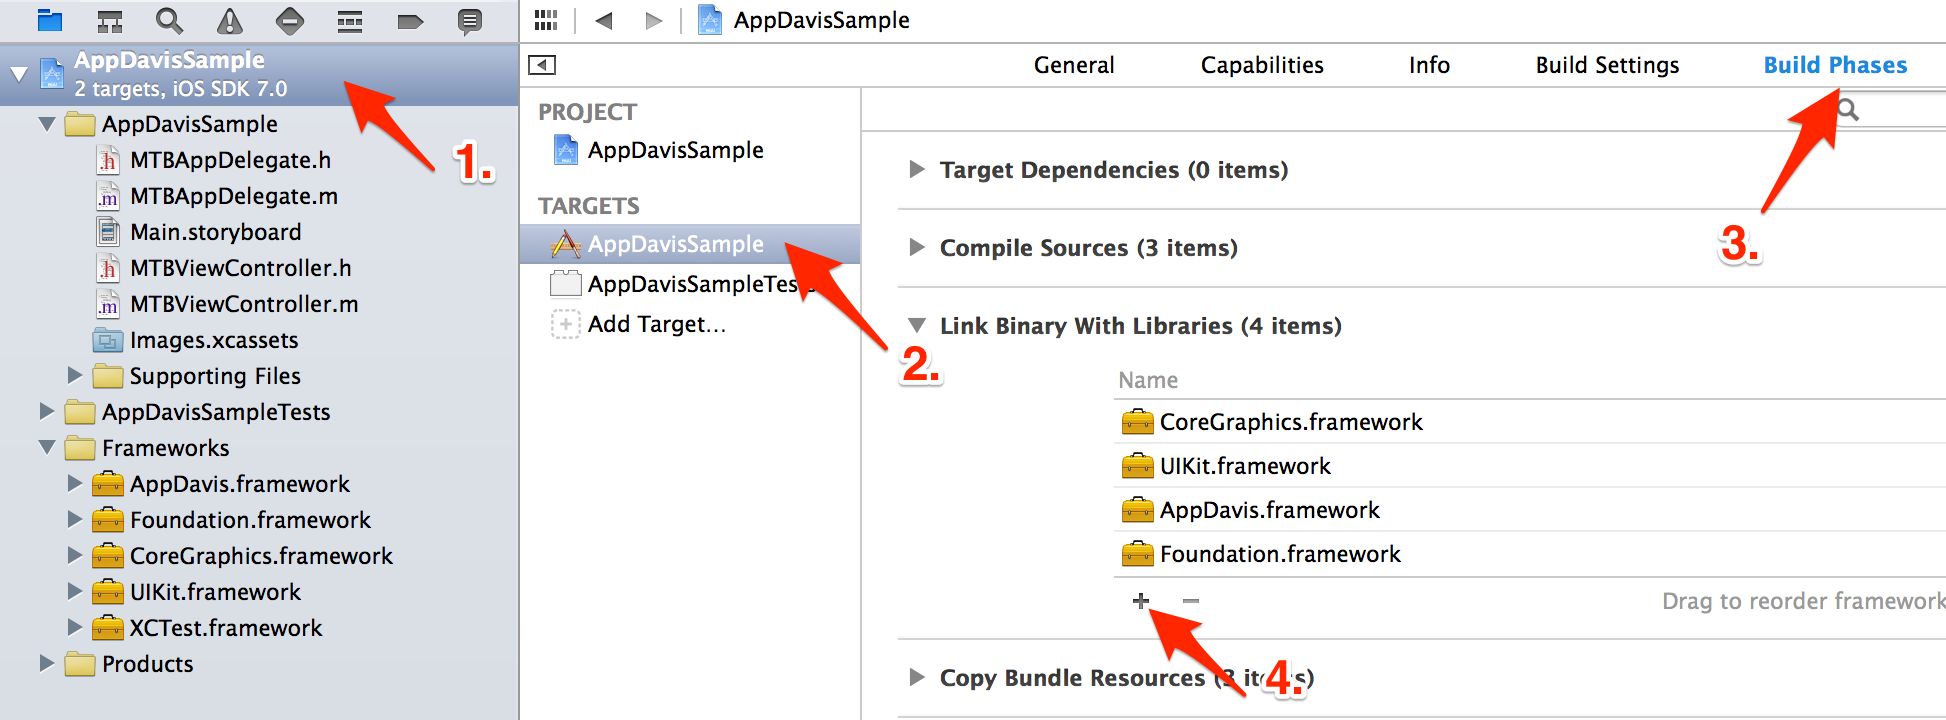 AppDavisSample
2 targets, iOS SDK 7.0
AppDavisSample
MTBAppDelegate.h
MTBAppDelegate.m
Main.storyboard
MTBViewController.h
MTBViewController.m
Images.xcassets
Supporting Files
AppDavisSampleTests
Frameworks
AppDavis.framework
Foundation.framework
CoreGraphics.framework
UIKit.framework
XCTest.framework
Products
1.
AppDavisSample
General Capabilities Info Build Settings Build Phases
PROJECT
AppDavisSample
TARGETS
AppDavisSample
AppDavisSampleTests
Add Target...
2.
3.
Target Dependencies (0 items)
Compile Sources (3 items)
Link Binary With Libraries (4 items)
Name
CoreGraphics.framework
UIKit.framework
AppDavis.framework
Foundation.framework
+ −
Drag to reorder framework
Copy Bundle Resources (3 items)
4.